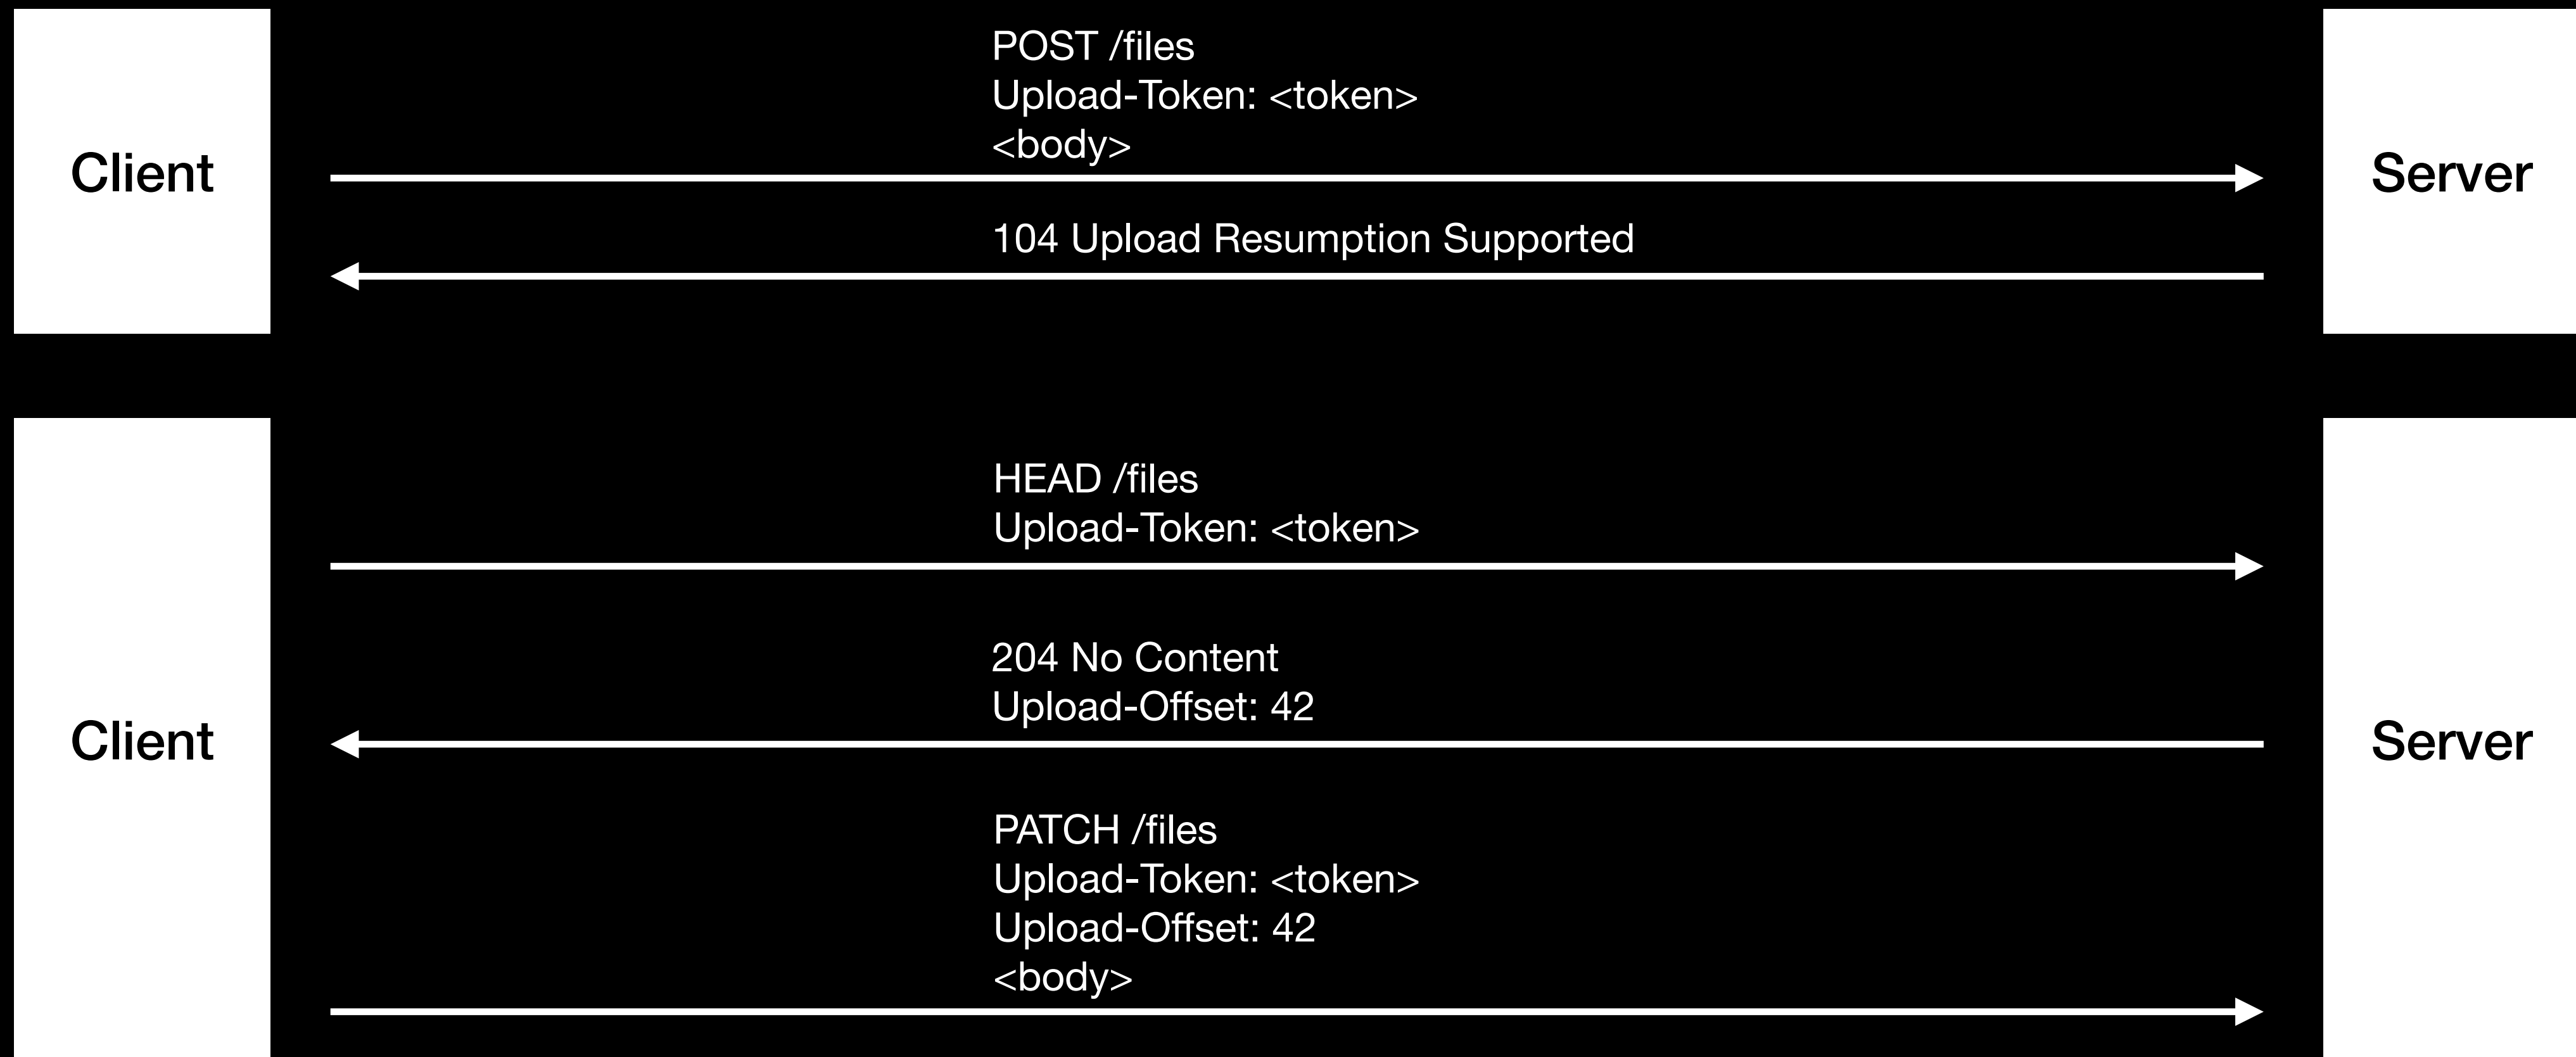 Client
POST /files
Upload-Token: <token>
<body>
Server
104 Upload Resumption Supported
HEAD /files
Upload-Token: <token>
204 No Content
Upload-Offset: 42
Client
Server
PATCH /files
Upload-Token: <token>
Upload-Offset: 42
<body>